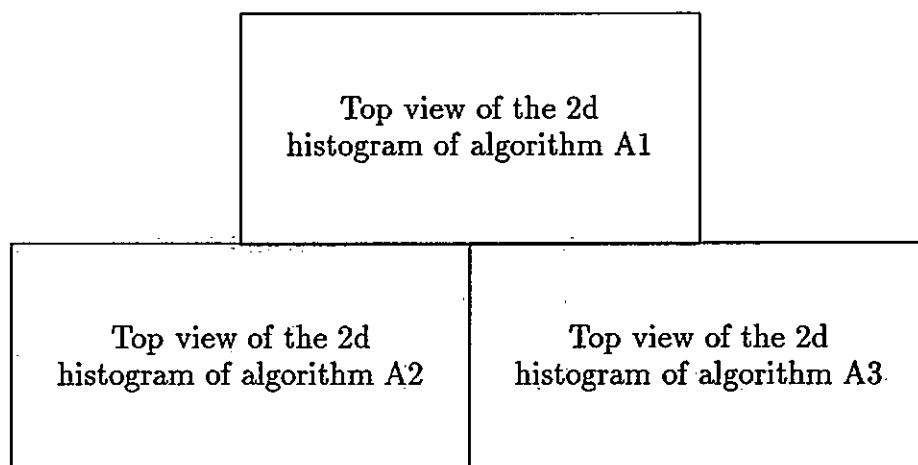 Top view of the 2d
histogram of algorithm A1
Top view of the 2d
histogram of algorithm A2
Top view of the 2d
histogram of algorithm A3